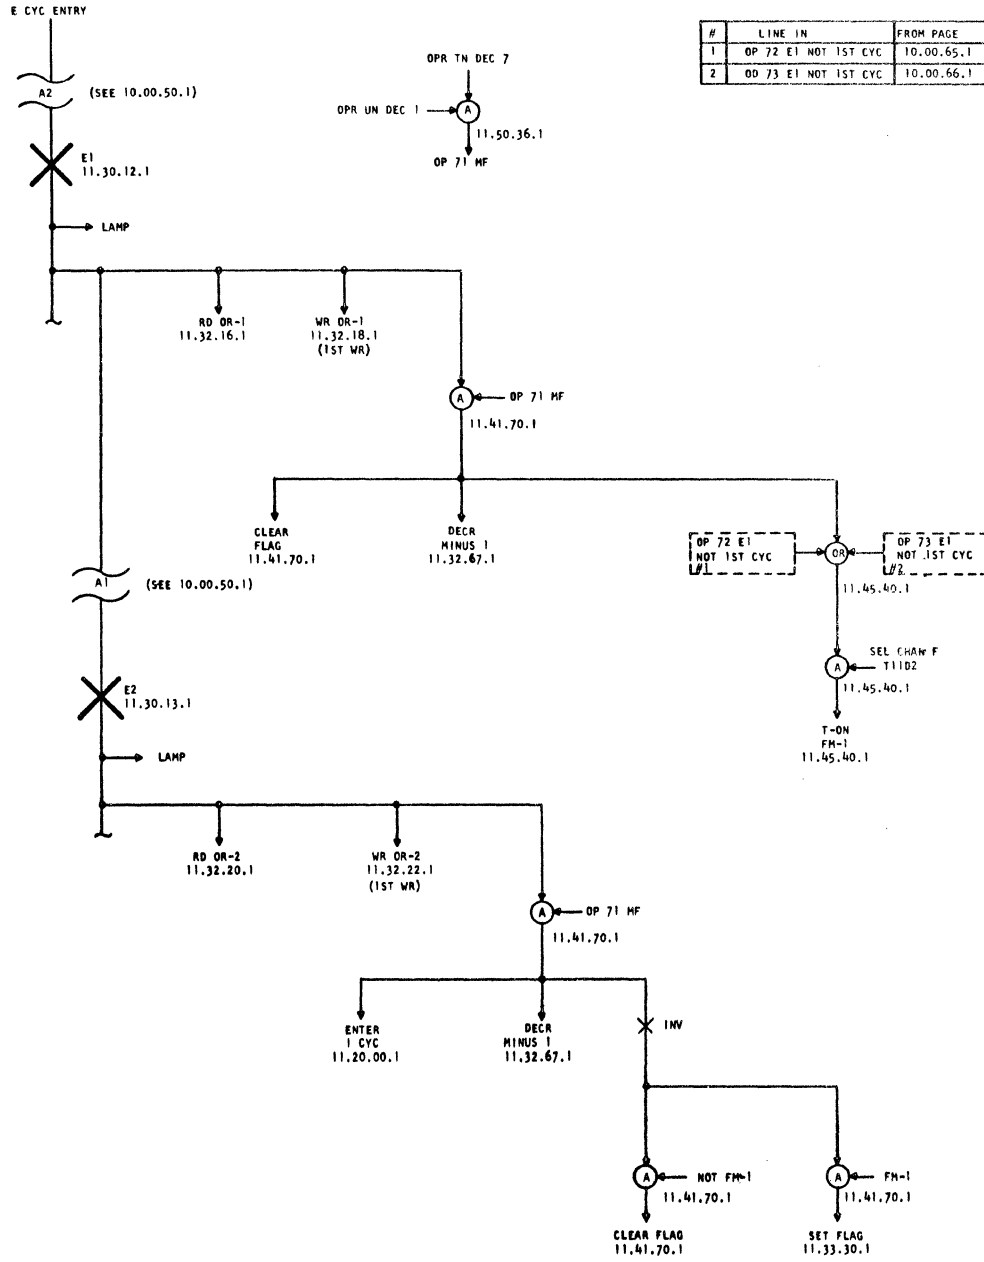 E CYC ENTRY
# LINE IN FROM PAGE
1 OP 72 E1 NOT 1ST CYC 10.00.65.1
2 OD 73 E1 NOT 1ST CYC 10.00.66.1
OPR TN DEC 7
A2 (SEE 10.00.50.1)
OPR UN DEC 1
A
11.50.36.1
OP 71 MF
E1
11.30.12.1
LAMP
RD OR-1
11.32.16.1
WR OR-1
11.32.18.1
(1ST WR)
A OP 71 MF
11.41.70.1
CLEAR
FLAG
11.41.70.1
DECR
MINUS 1
11.32.67.1
OP 72 E1
NOT 1ST CYC
#1
OR
OP 73 E1
NOT 1ST CYC
#2
11.45.40.1
A1 (SEE 10.00.50.1)
SEL CHAN F
T11D2
A
11.45.40.1
T-ON
FM-1
11.45.40.1
E2
11.30.13.1
LAMP
RD OR-2
11.32.20.1
WR OR-2
11.32.22.1
(1ST WR)
A OP 71 MF
11.41.70.1
ENTER
I CYC
11.20.00.1
DECR
MINUS 1
11.32.67.1
INV
A NOT FM-1
11.41.70.1
A FM-1
11.41.70.1
CLEAR FLAG
11.41.70.1
SET FLAG
11.33.30.1